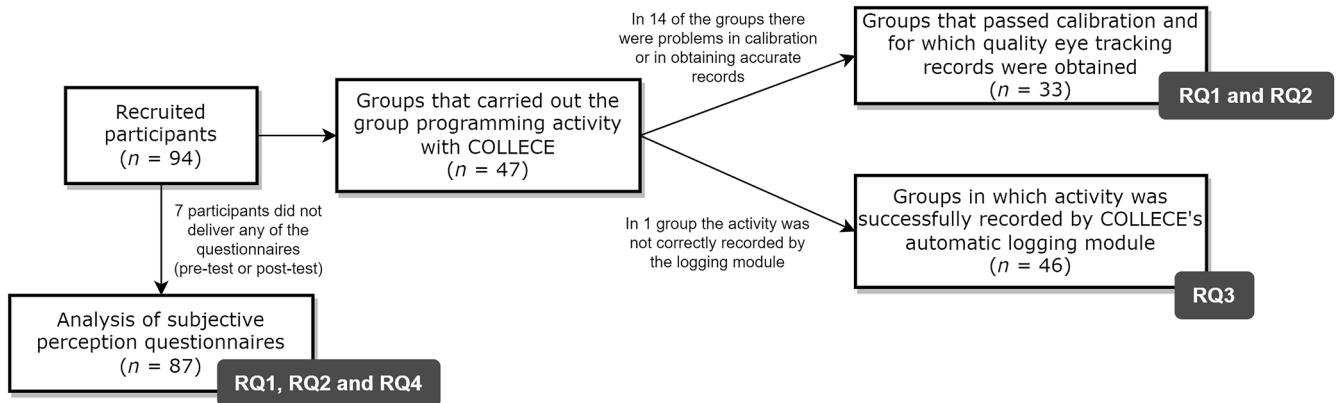 Recruited
participants
(n = 94)
7 participants did not
deliver any of the
questionnaires
(pre-test or post-test)
Analysis of subjective
perception questionnaires
(n = 87)
RQ1, RQ2 and RQ4
Groups that carried out the
group programming activity
with COLLECE
(n = 47)
In 14 of the groups there
were problems in calibration
or in obtaining accurate
records
Groups that passed calibration and
for which quality eye tracking
records were obtained
(n = 33)
RQ1 and RQ2
In 1 group the activity was
not correctly recorded by
the logging module
Groups in which activity was
successfully recorded by COLLECE's
automatic logging module
(n = 46)
RQ3